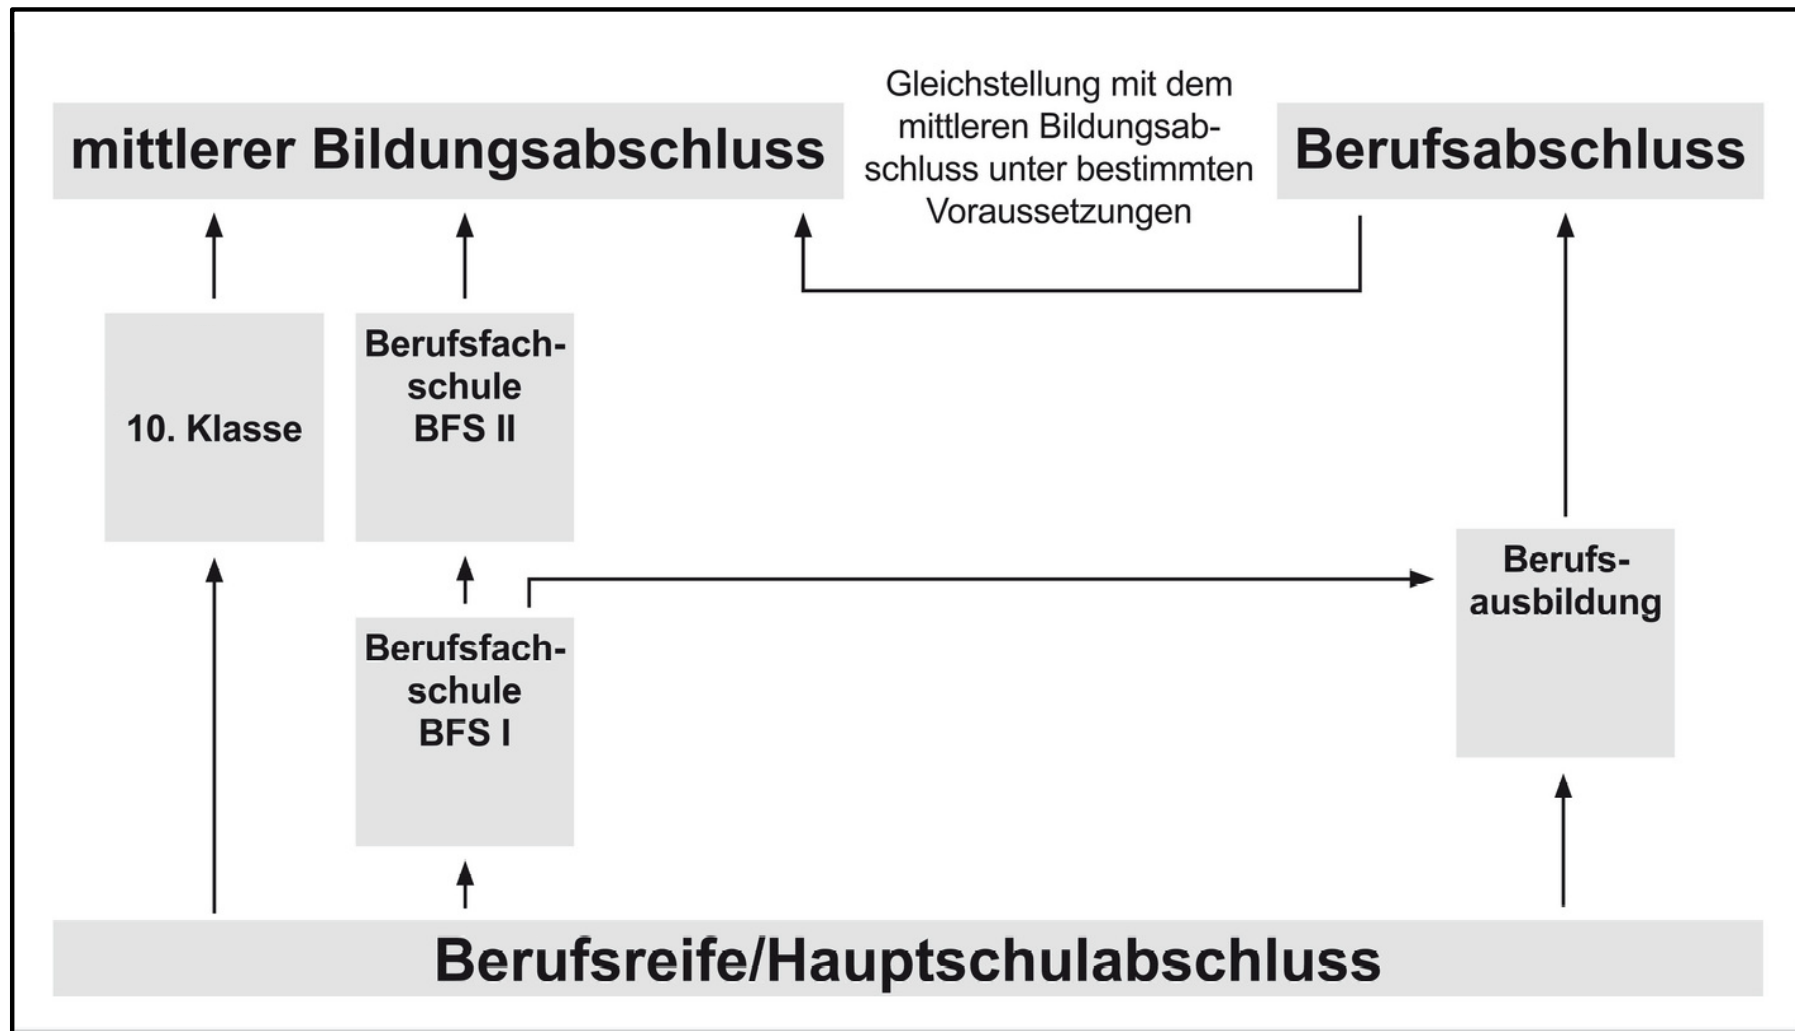 Gleichstellung mit dem
mittleren Bildungsab-
schluss unter bestimmten
Voraussetzungen
mittlerer Bildungsabschluss
Berufsabschluss
10. Klasse
Berufsfach-
schule
BFS II
Berufs-
ausbildung
Berufsfach-
schule
BFS I
Berufsreife/Hauptschulabschluss